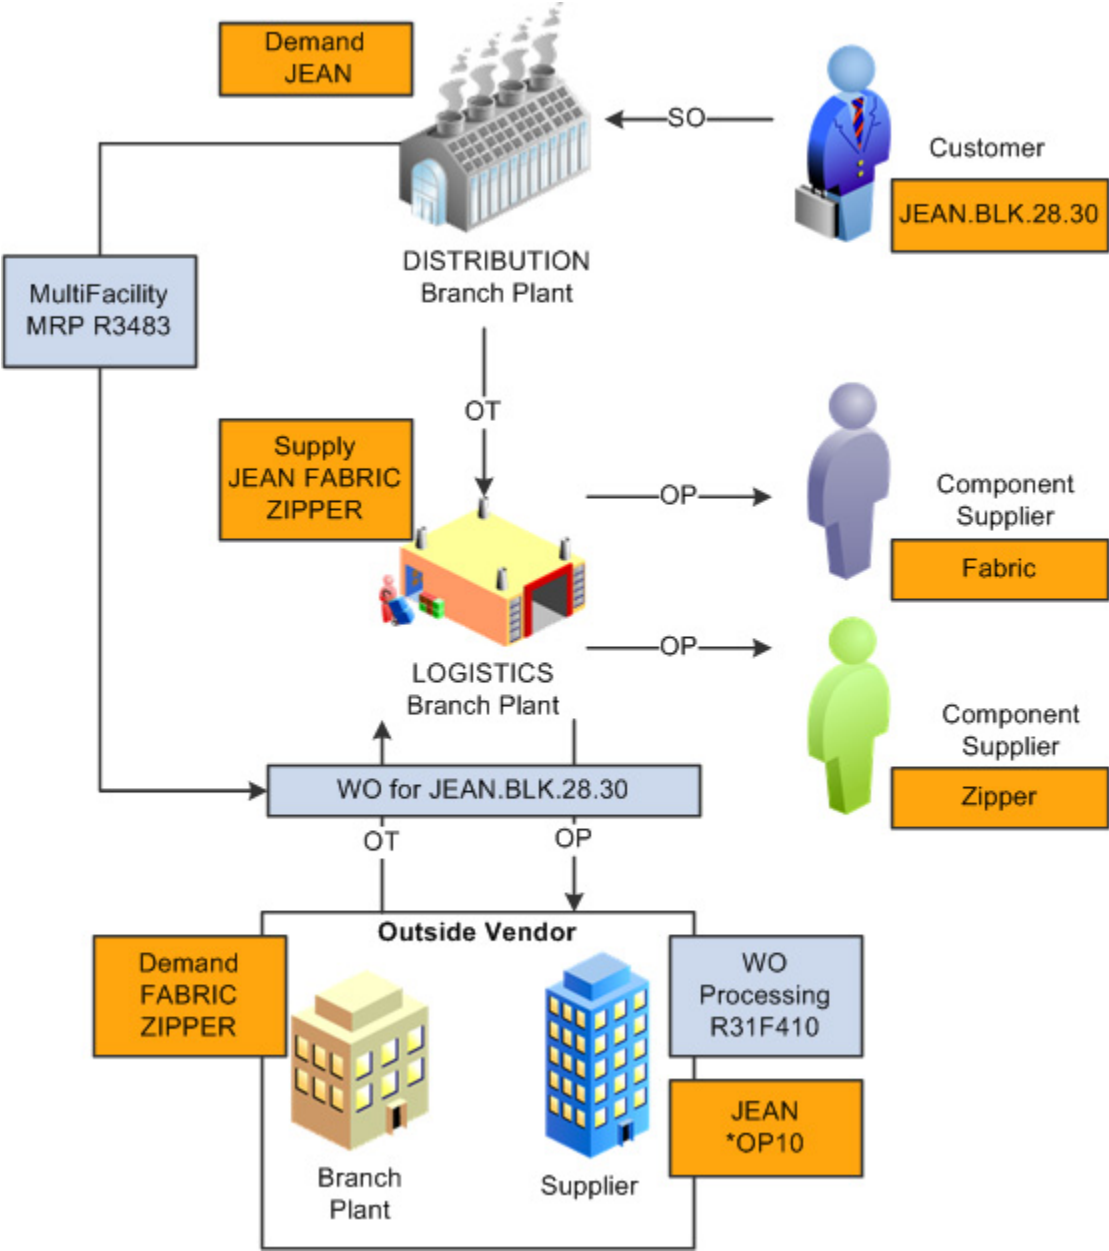 Demand
JEAN
SO
Customer
JEAN.BLK.28.30
DISTRIBUTION
Branch Plant
MultiFacility
MRP R3483
OT
Supply
JEAN FABRIC
ZIPPER
OP
Component
Supplier
Fabric
OP
LOGISTICS
Branch Plant
Component
Supplier
Zipper
WO for JEAN.BLK.28.30
OT
OP
Outside Vendor
Demand
FABRIC
ZIPPER
WO
Processing
R31F410
JEAN
*OP10
Branch
Plant
Supplier